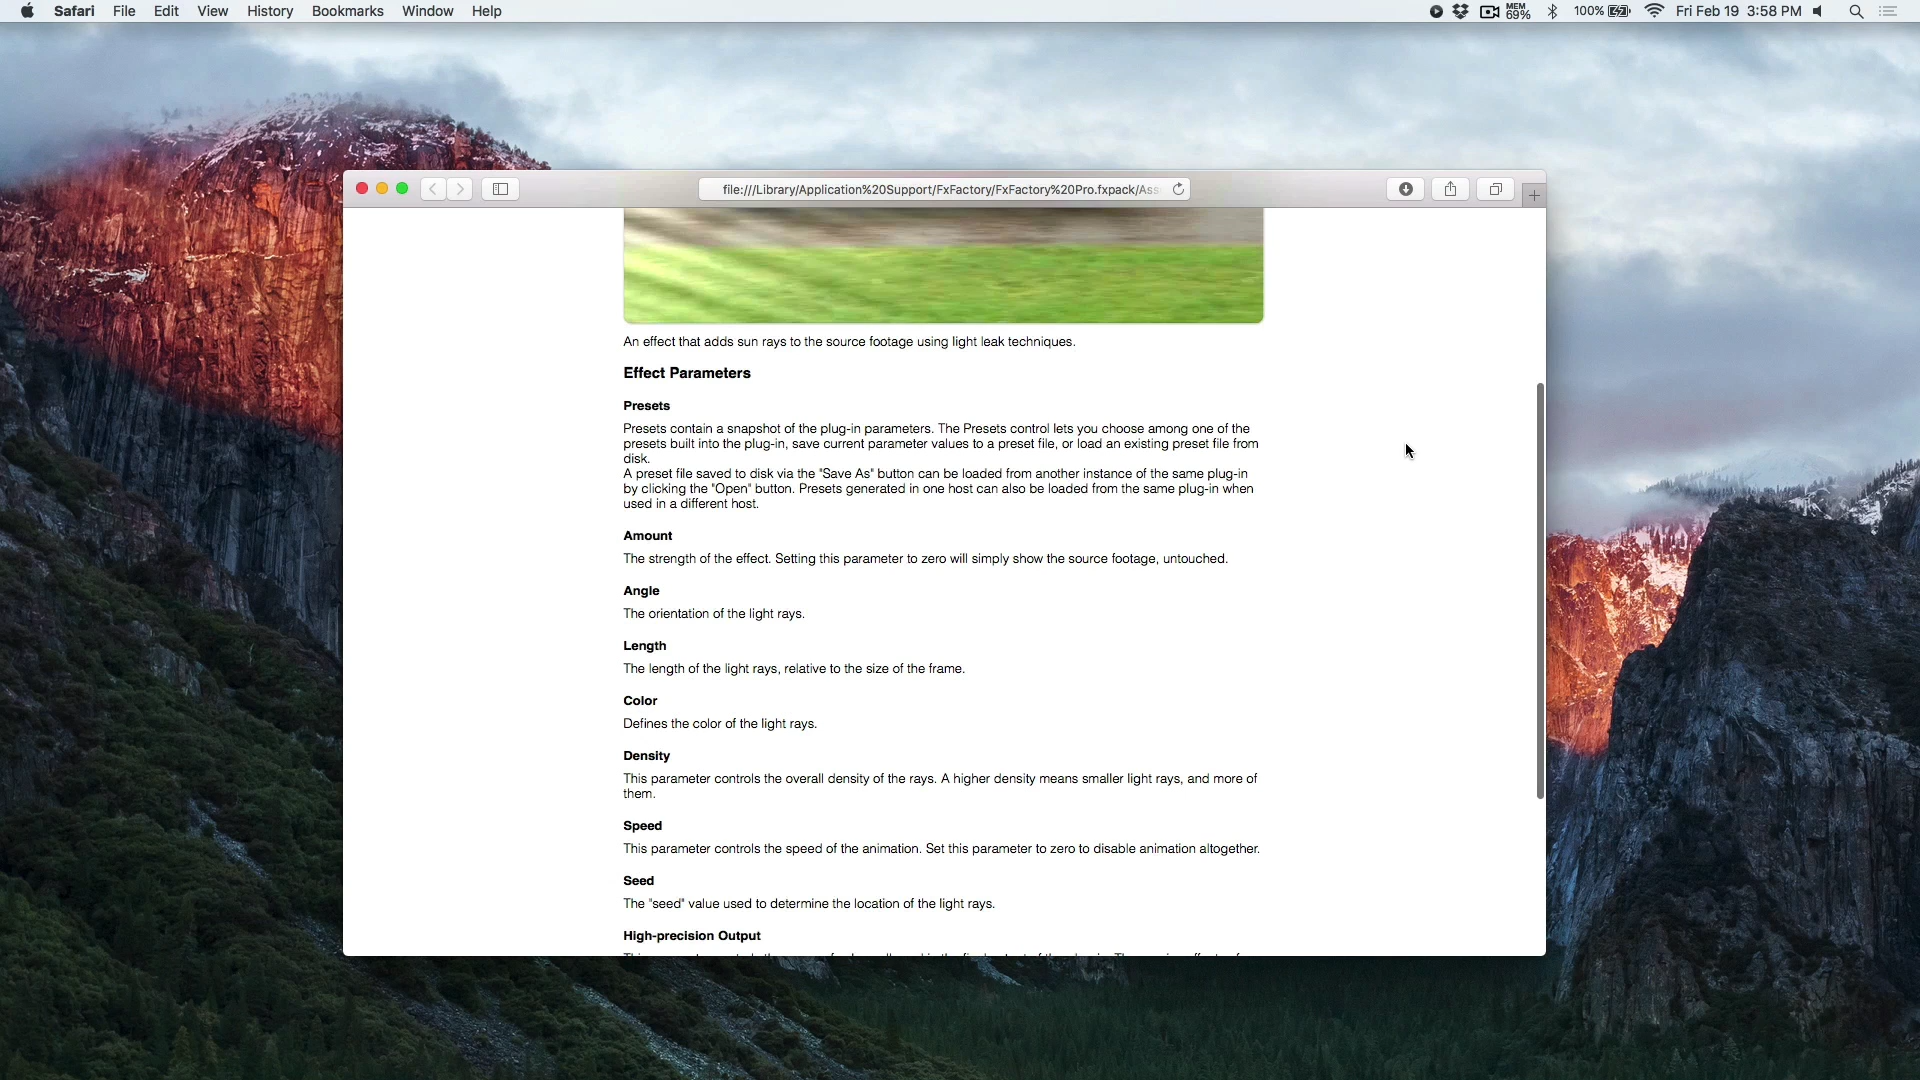 Safari File Edit View History Bookmarks Window Help
MEM
69%
100%
Fri Feb 19 3:58 PM
file:///Library/Application%20Support/FxFactory/FxFactory%20Pro.fxpack/Ass
An effect that adds sun rays to the source footage using light leak techniques.
Effect Parameters
Presets
Presets contain a snapshot of the plug-in parameters. The Presets control lets you choose among one of the
presets built into the plug-in, save current parameter values to a preset file, or load an existing preset file from
disk.
A preset file saved to disk via the "Save As" button can be loaded from another instance of the same plug-in
by clicking the "Open" button. Presets generated in one host can also be loaded from the same plug-in when
used in a different host.
Amount
The strength of the effect. Setting this parameter to zero will simply show the source footage, untouched.
Angle
The orientation of the light rays.
Length
The length of the light rays, relative to the size of the frame.
Color
Defines the color of the light rays.
Density
This parameter controls the overall density of the rays. A higher density means smaller light rays, and more of
them.
Speed
This parameter controls the speed of the animation. Set this parameter to zero to disable animation altogether.
Seed
The "seed" value used to determine the location of the light rays.
High-precision Output